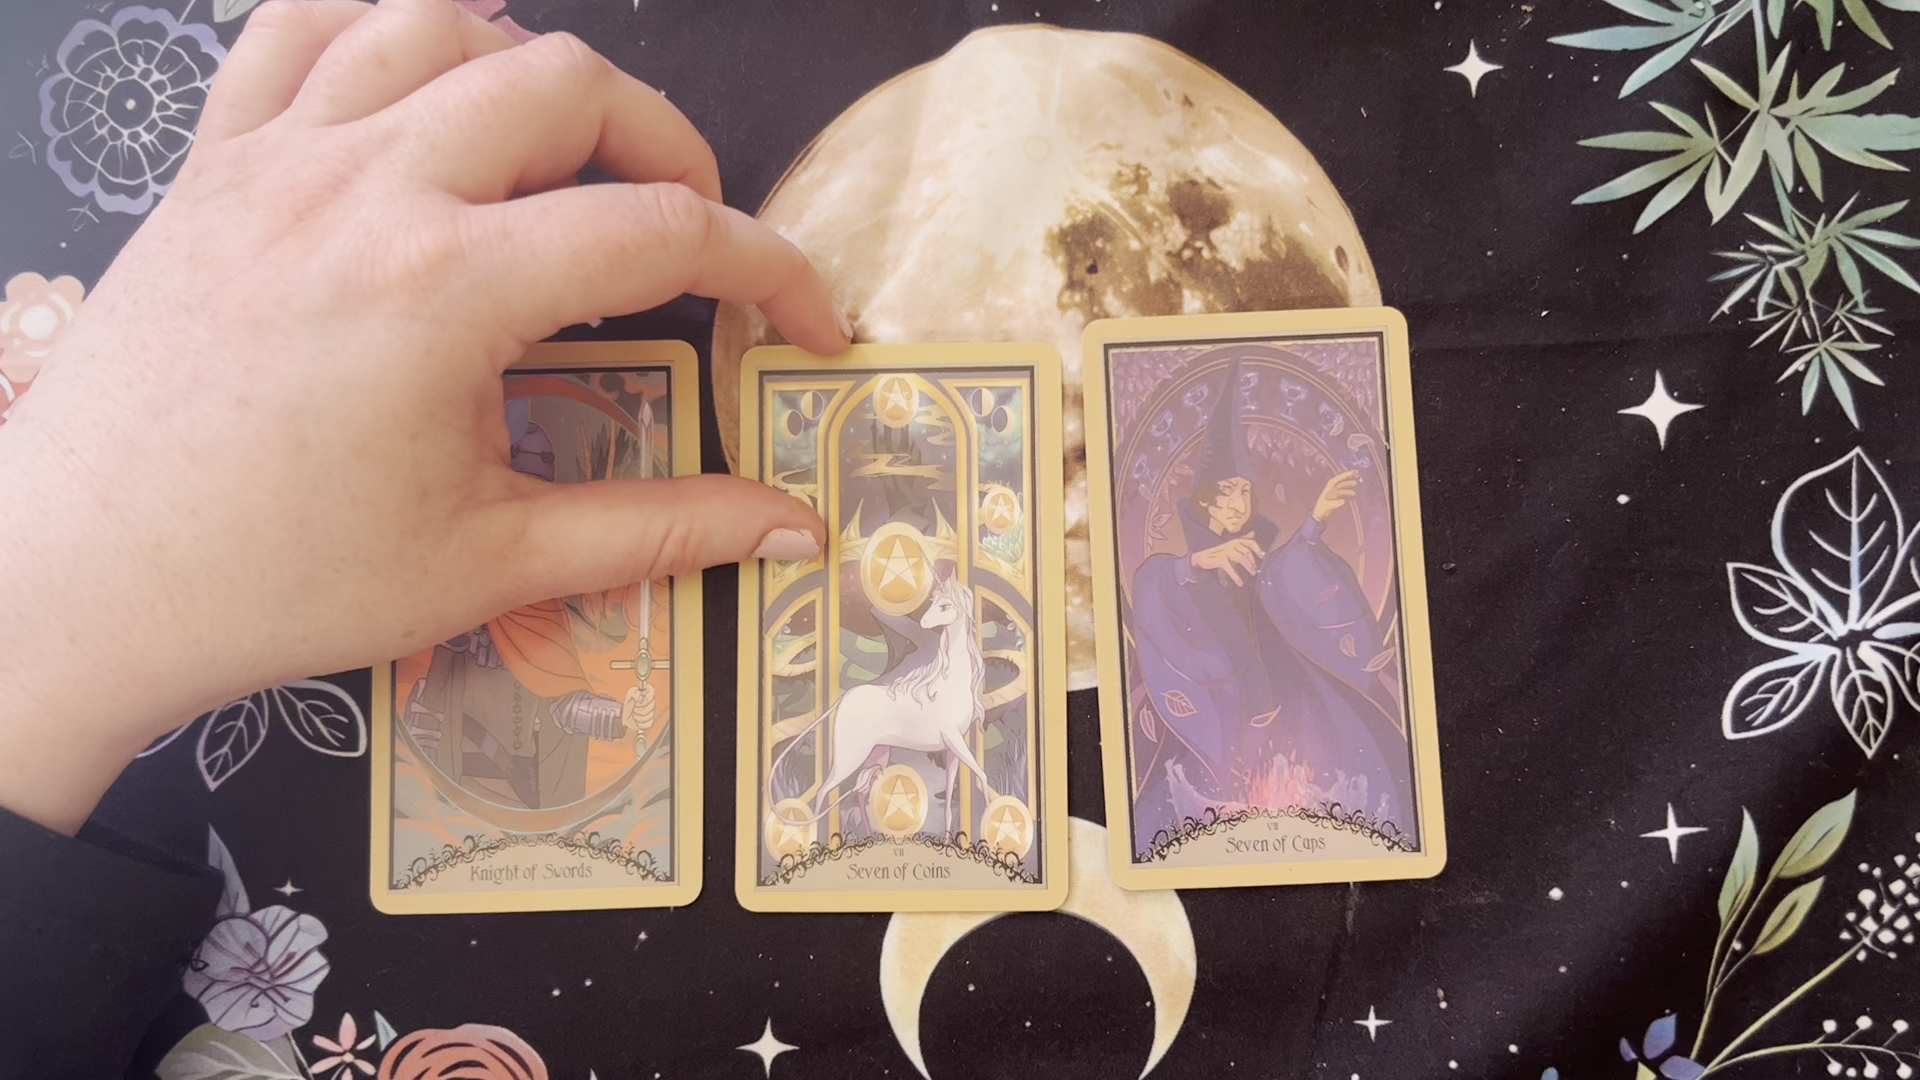 Knight of Swords
VII
Seven of Coins
VII
Seven of Cups